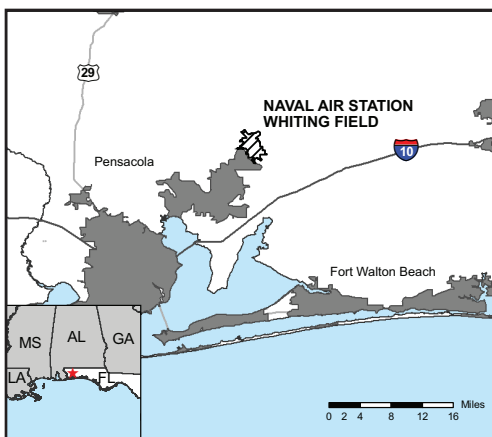 29
NAVAL AIR STATION
WHITING FIELD
10
Pensacola
Fort Walton Beach
MS
AL
GA
LA
FL
Miles
0 2 4 8 12 16